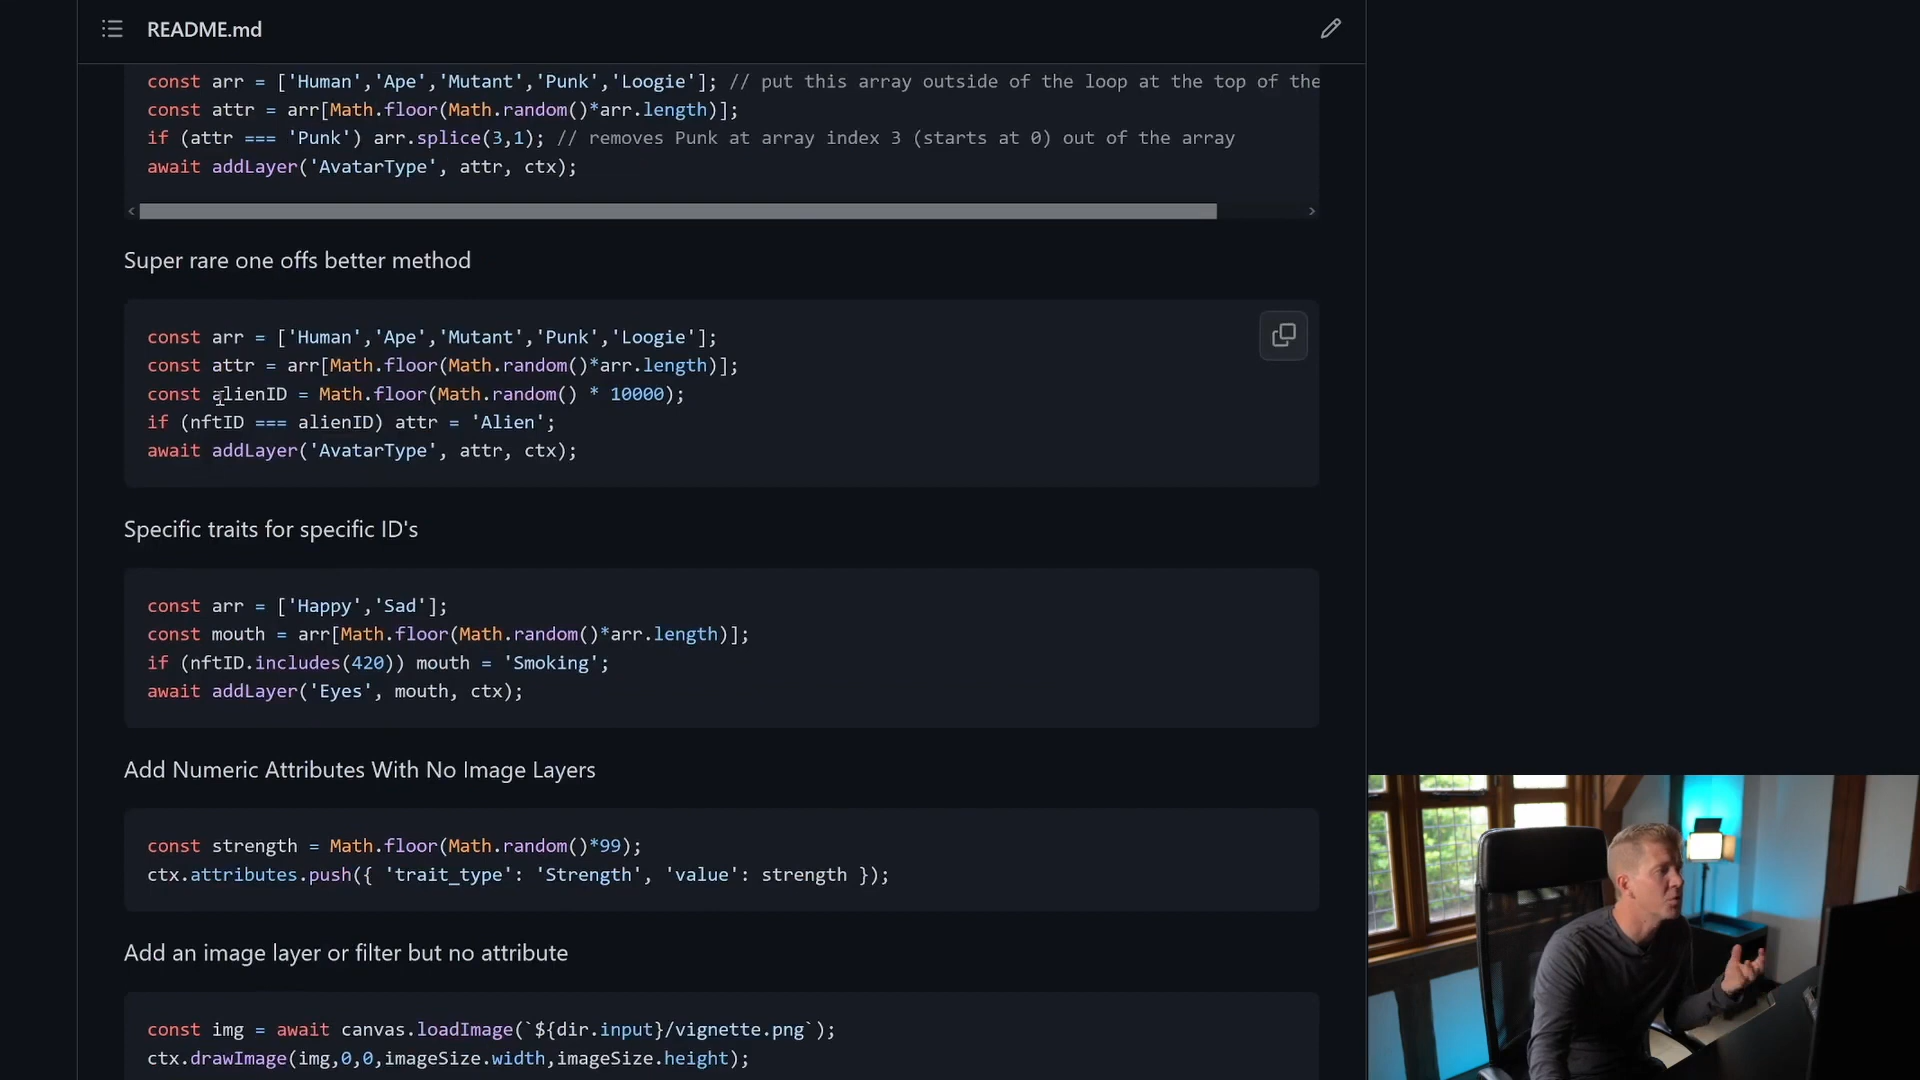 README.md
const arr = ['Human','Ape','Mutant','Punk','Loogie']; // put this array outside of the loop at the top of the
const attr = arr[Math.floor(Math.random()*arr.length)];
if (attr === 'Punk') arr.splice(3,1); // removes Punk at array index 3 (starts at 0) out of the array
await addLayer('AvatarType', attr, ctx);
Super rare one offs better method
const arr = ['Human','Ape','Mutant','Punk','Loogie'];
const attr = arr[Math.floor(Math.random()*arr.length)];
const alienID = Math.floor(Math.random() * 10000);
if (nftID === alienID) attr = 'Alien';
await addLayer('AvatarType', attr, ctx);
Specific traits for specific ID's
const arr = ['Happy','Sad'];
const mouth = arr[Math.floor(Math.random()*arr.length)];
if (nftID.includes(420)) mouth = 'Smoking';
await addLayer('Eyes', mouth, ctx);
Add Numeric Attributes With No Image Layers
const strength = Math.floor(Math.random()*99);
ctx.attributes.push({ 'trait_type': 'Strength', 'value': strength });
Add an image layer or filter but no attribute
const img = await canvas.loadImage(`${dir.input}/vignette.png`);
ctx.drawImage(img,0,0,imageSize.width,imageSize.height);